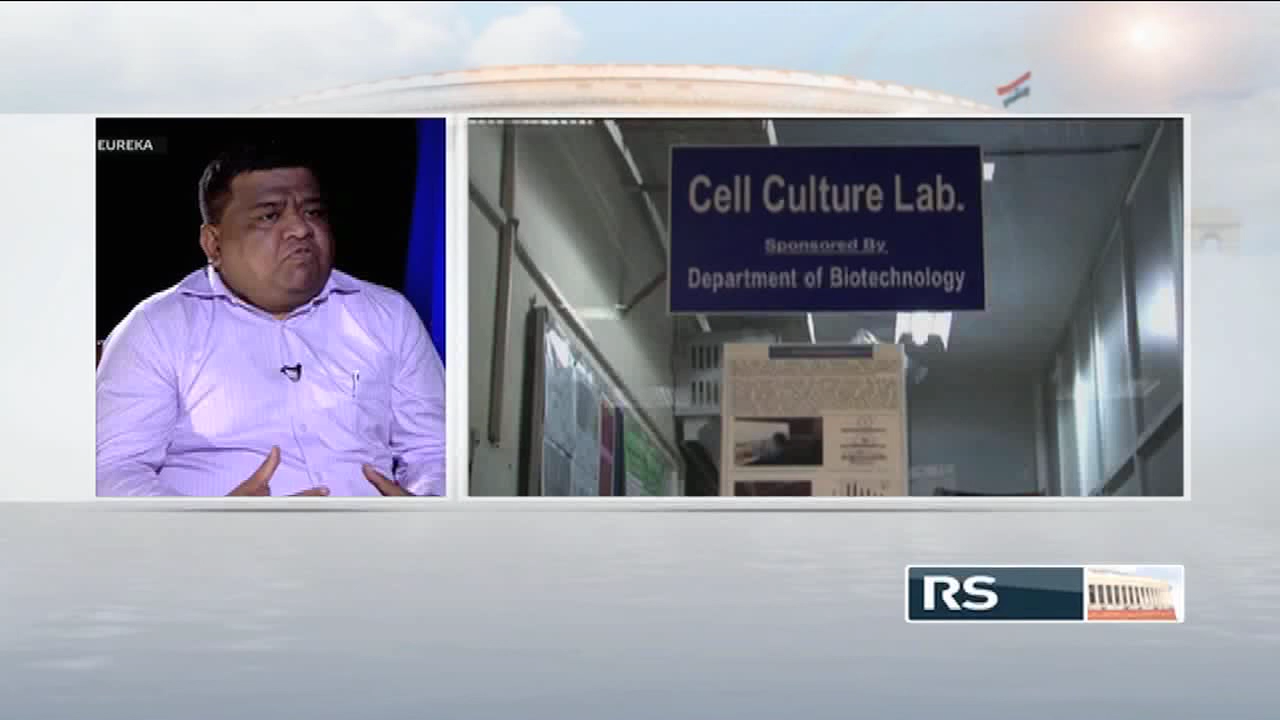 EUREKA
Cell Culture Lab.
Sponsored By
Department of Biotechnology
RS